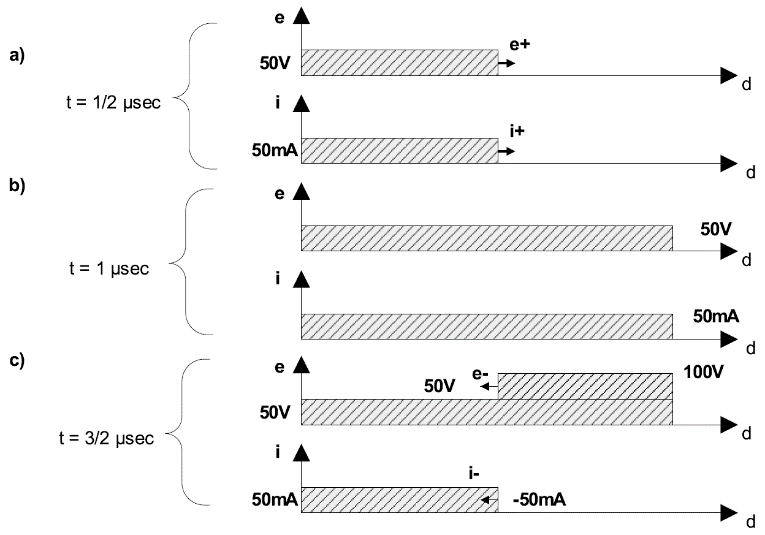 a)
t = 1/2 µsec
e
50V
e+
d
i
50mA
i+
d
b)
t = 1 µsec
e
50V
d
i
50mA
d
c)
t = 3/2 µsec
e
50V
50V
e-
100V
d
i
50mA
i-
-50mA
d